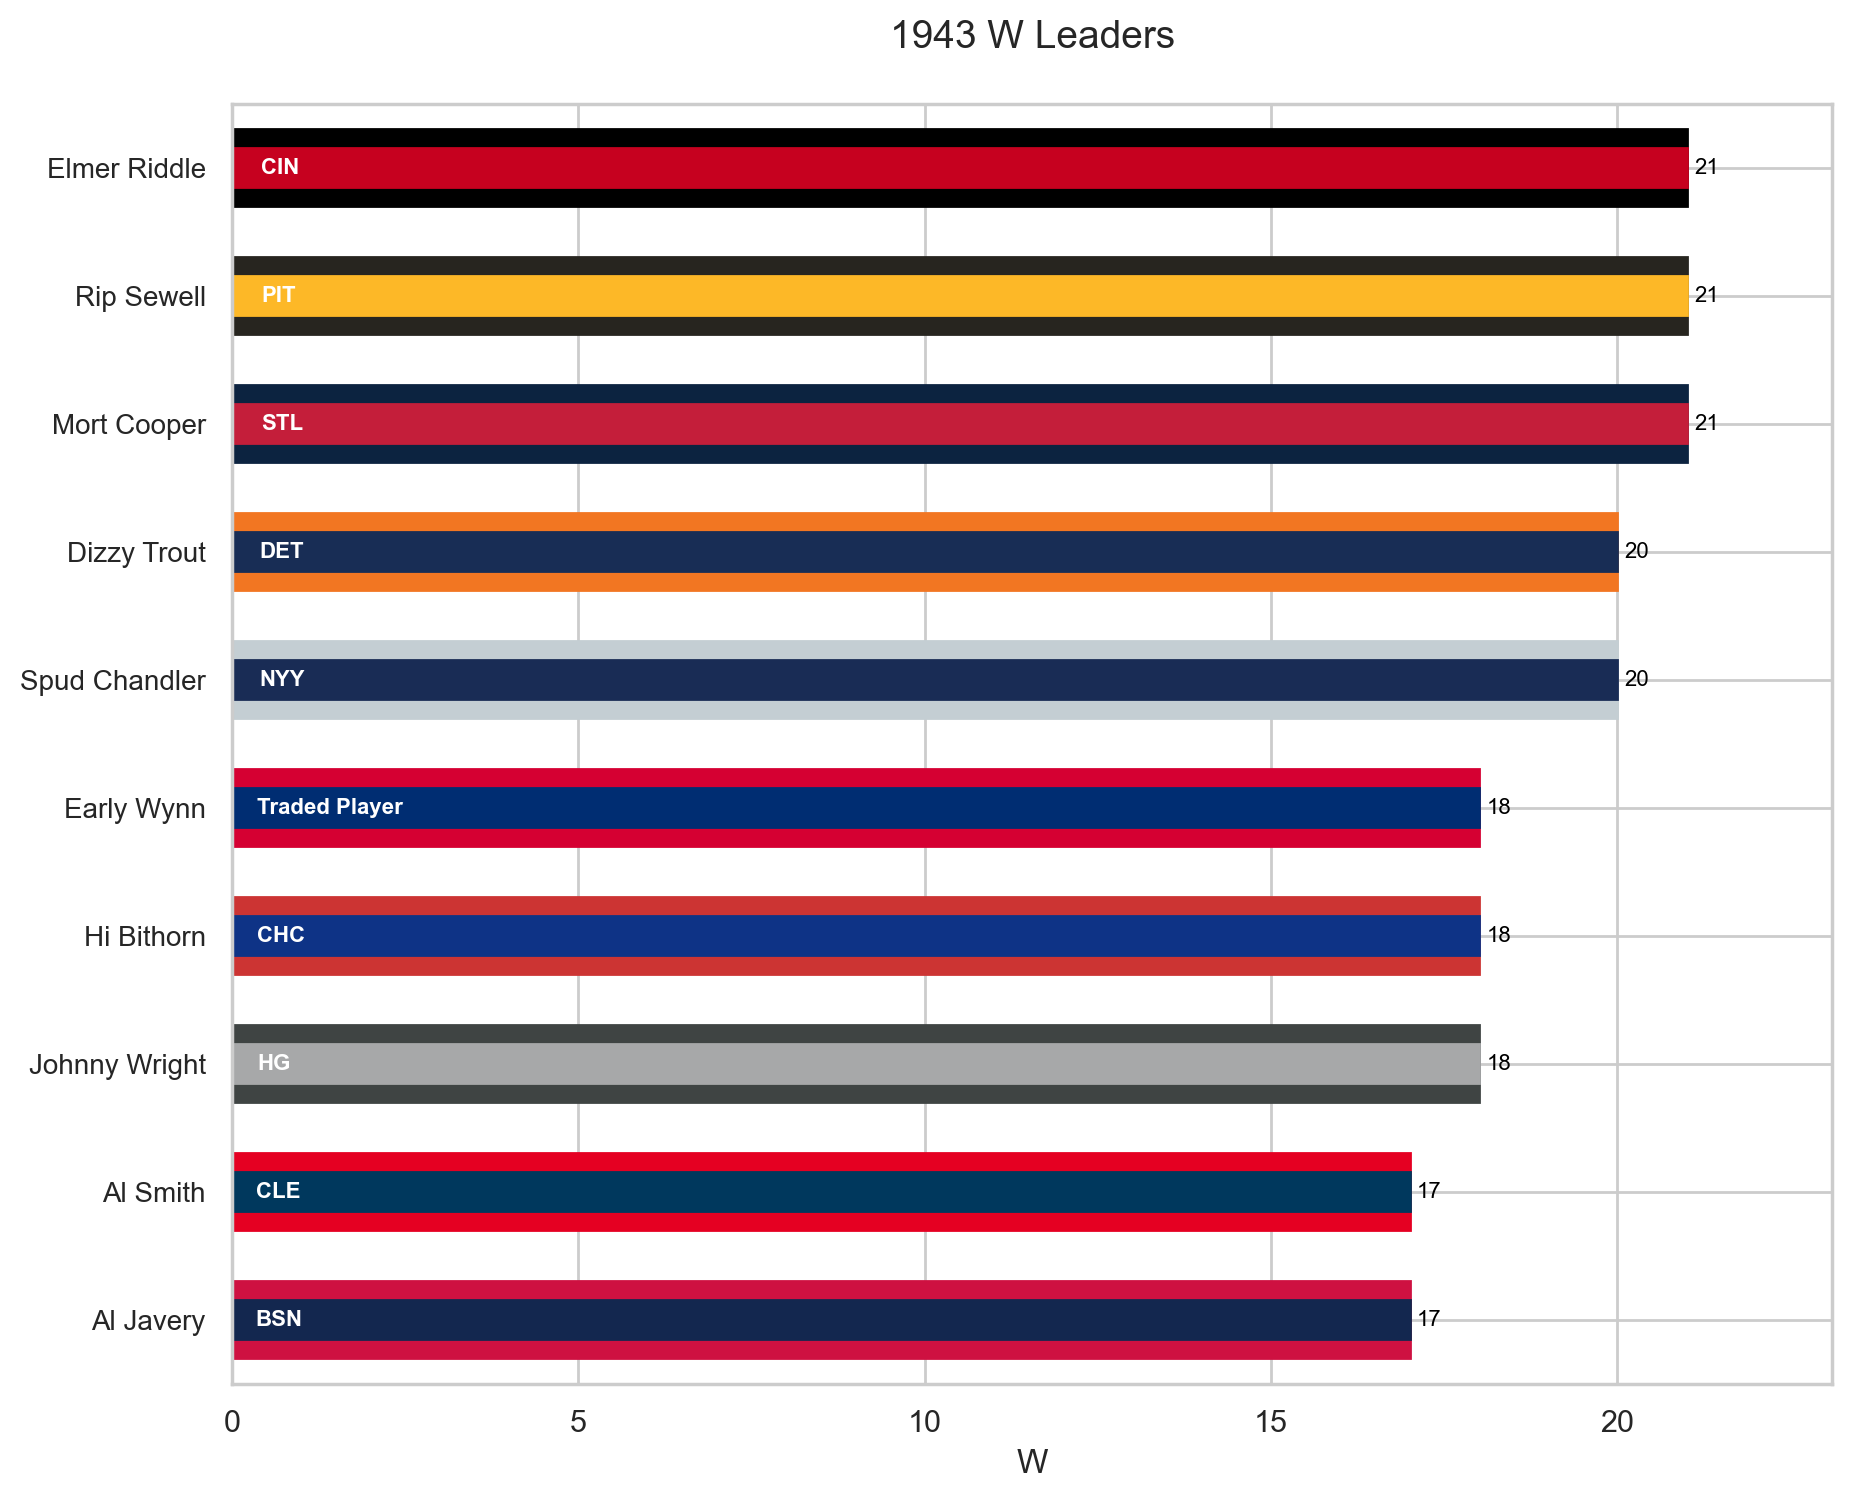 1943 W Leaders
Elmer Riddle CIN 21
Rip Sewell PIT 21
Mort Cooper STL 21
Dizzy Trout DET 20
Spud Chandler NYY 20
Early Wynn Traded Player 18
Hi Bithorn CHC 18
Johnny Wright HG 18
Al Smith CLE 17
Al Javery BSN 17
0 5 10 15 20
W